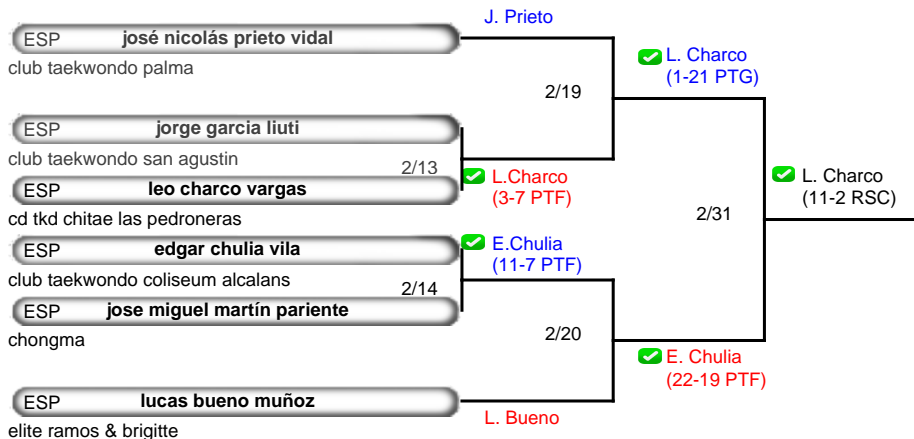 J. Prieto
ESP josé nicolás prieto vidal
club taekwondo palma
L. Charco
(1-21 PTG)
2/19
ESP jorge garcia liuti
club taekwondo san agustin
2/13
L.Charco
(3-7 PTF)
L. Charco
(11-2 RSC)
ESP leo charco vargas
cd tkd chitae las pedroneras
2/31
ESP edgar chulia vila
E.Chulia
(11-7 PTF)
club taekwondo coliseum alcalans
2/14
ESP jose miguel martín pariente
chongma
2/20
E. Chulia
(22-19 PTF)
ESP lucas bueno muñoz
L. Bueno
elite ramos & brigitte